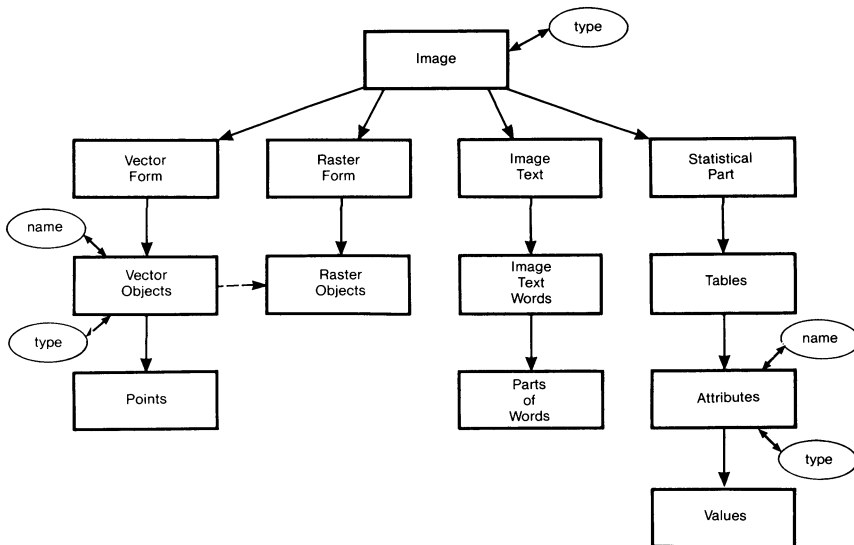 type
Image
Vector
Form
Raster
Form
Image
Text
Statistical
Part
name
Vector
Objects
Raster
Objects
Image
Text
Words
Tables
type
name
Points
Parts
of
Words
Attributes
type
Values